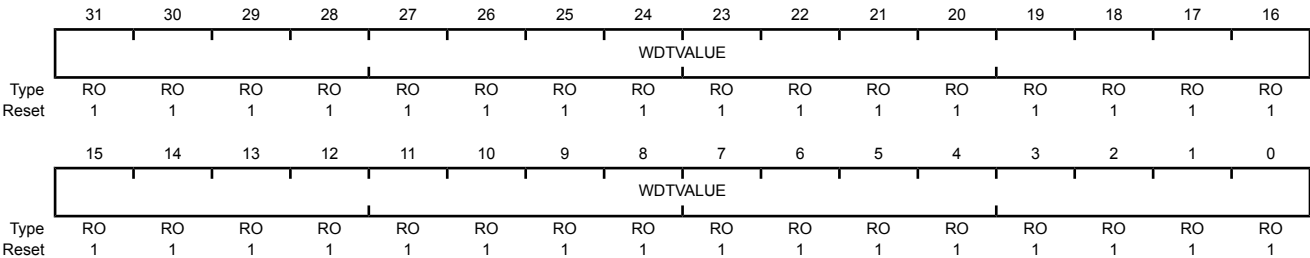 31 30 29 28 27 26 25 24 23 22 21 20 19 18 17 16
WDTVALUE
Type RO RO RO RO RO RO RO RO RO RO RO RO RO RO RO RO
Reset 1 1 1 1 1 1 1 1 1 1 1 1 1 1 1 1
15 14 13 12 11 10 9 8 7 6 5 4 3 2 1 0
WDTVALUE
Type RO RO RO RO RO RO RO RO RO RO RO RO RO RO RO RO
Reset 1 1 1 1 1 1 1 1 1 1 1 1 1 1 1 1